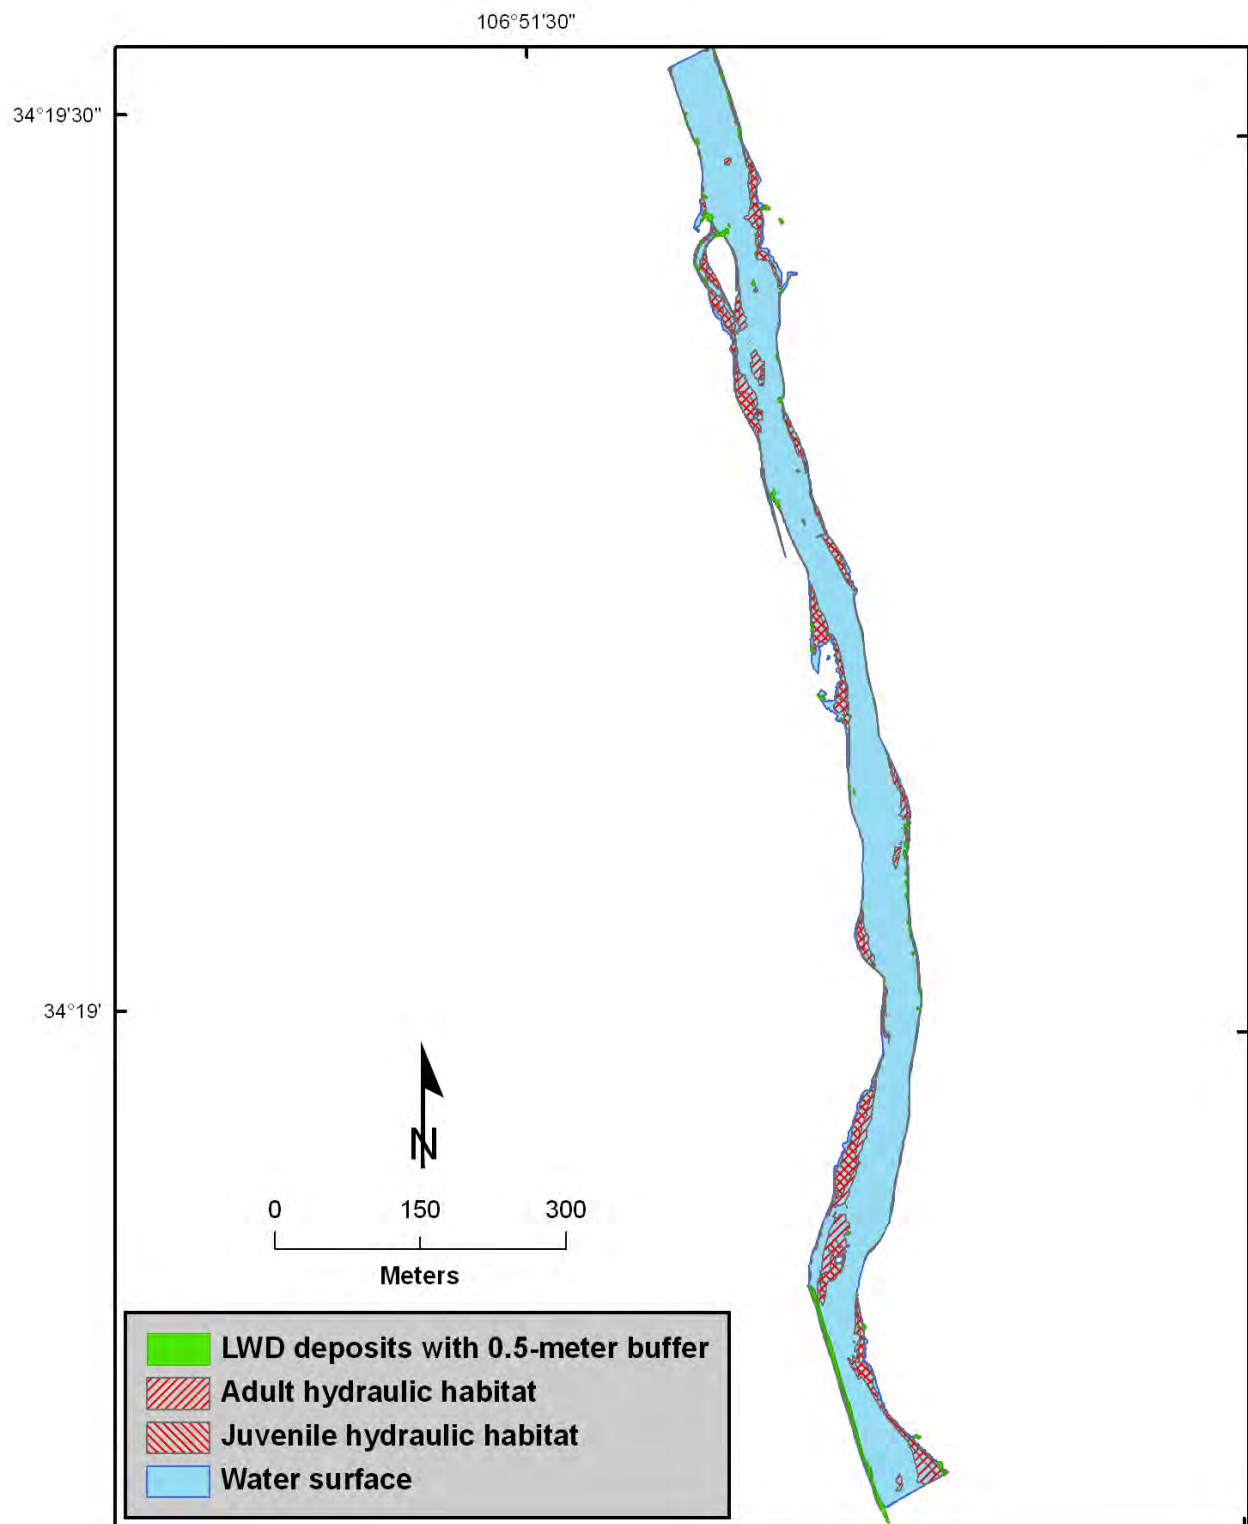 106°51'30"
34°19'30"
34°19'
N
0 150 300
Meters
LWD deposits with 0.5-meter buffer
Adult hydraulic habitat
Juvenile hydraulic habitat
Water surface